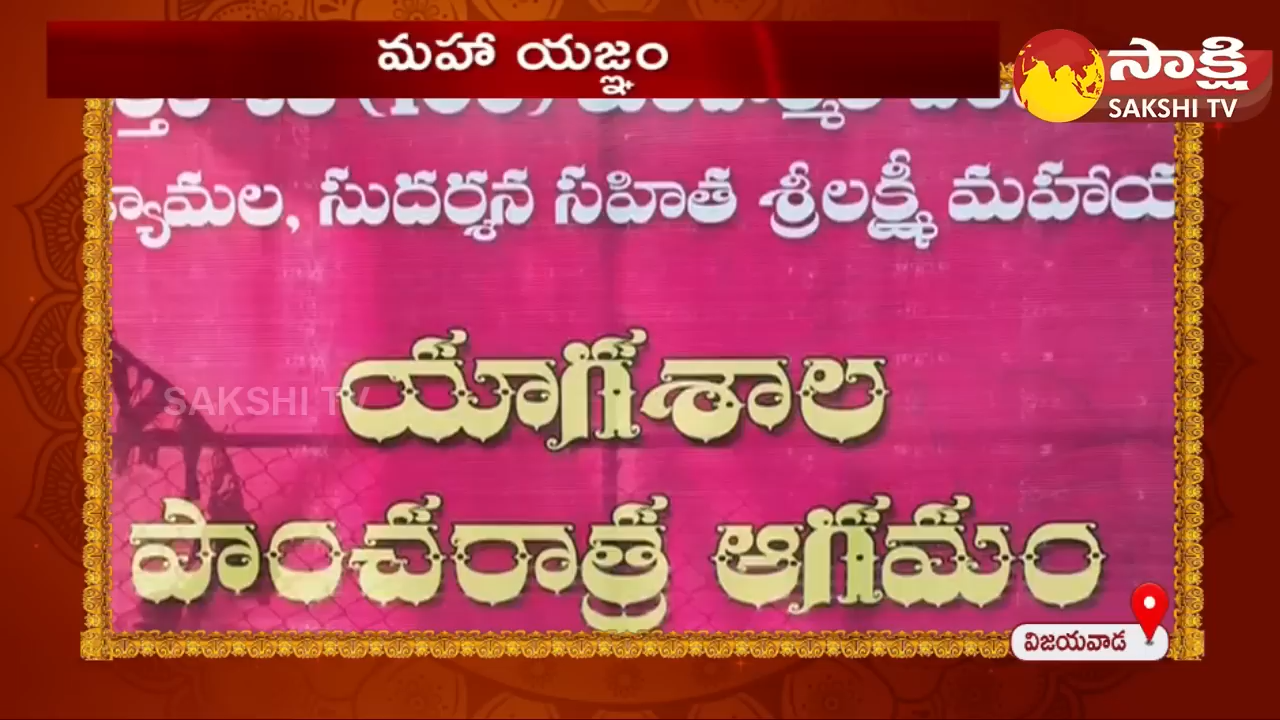 మహా యజ్ఞం
సాక్షి
SAKSHI TV
సుదర్శన సహిత శ్రీలక్ష్మీ
యాగశాల
SAKSHI TV
పాంచరాత్ర ఆగమం
విజయవాడ